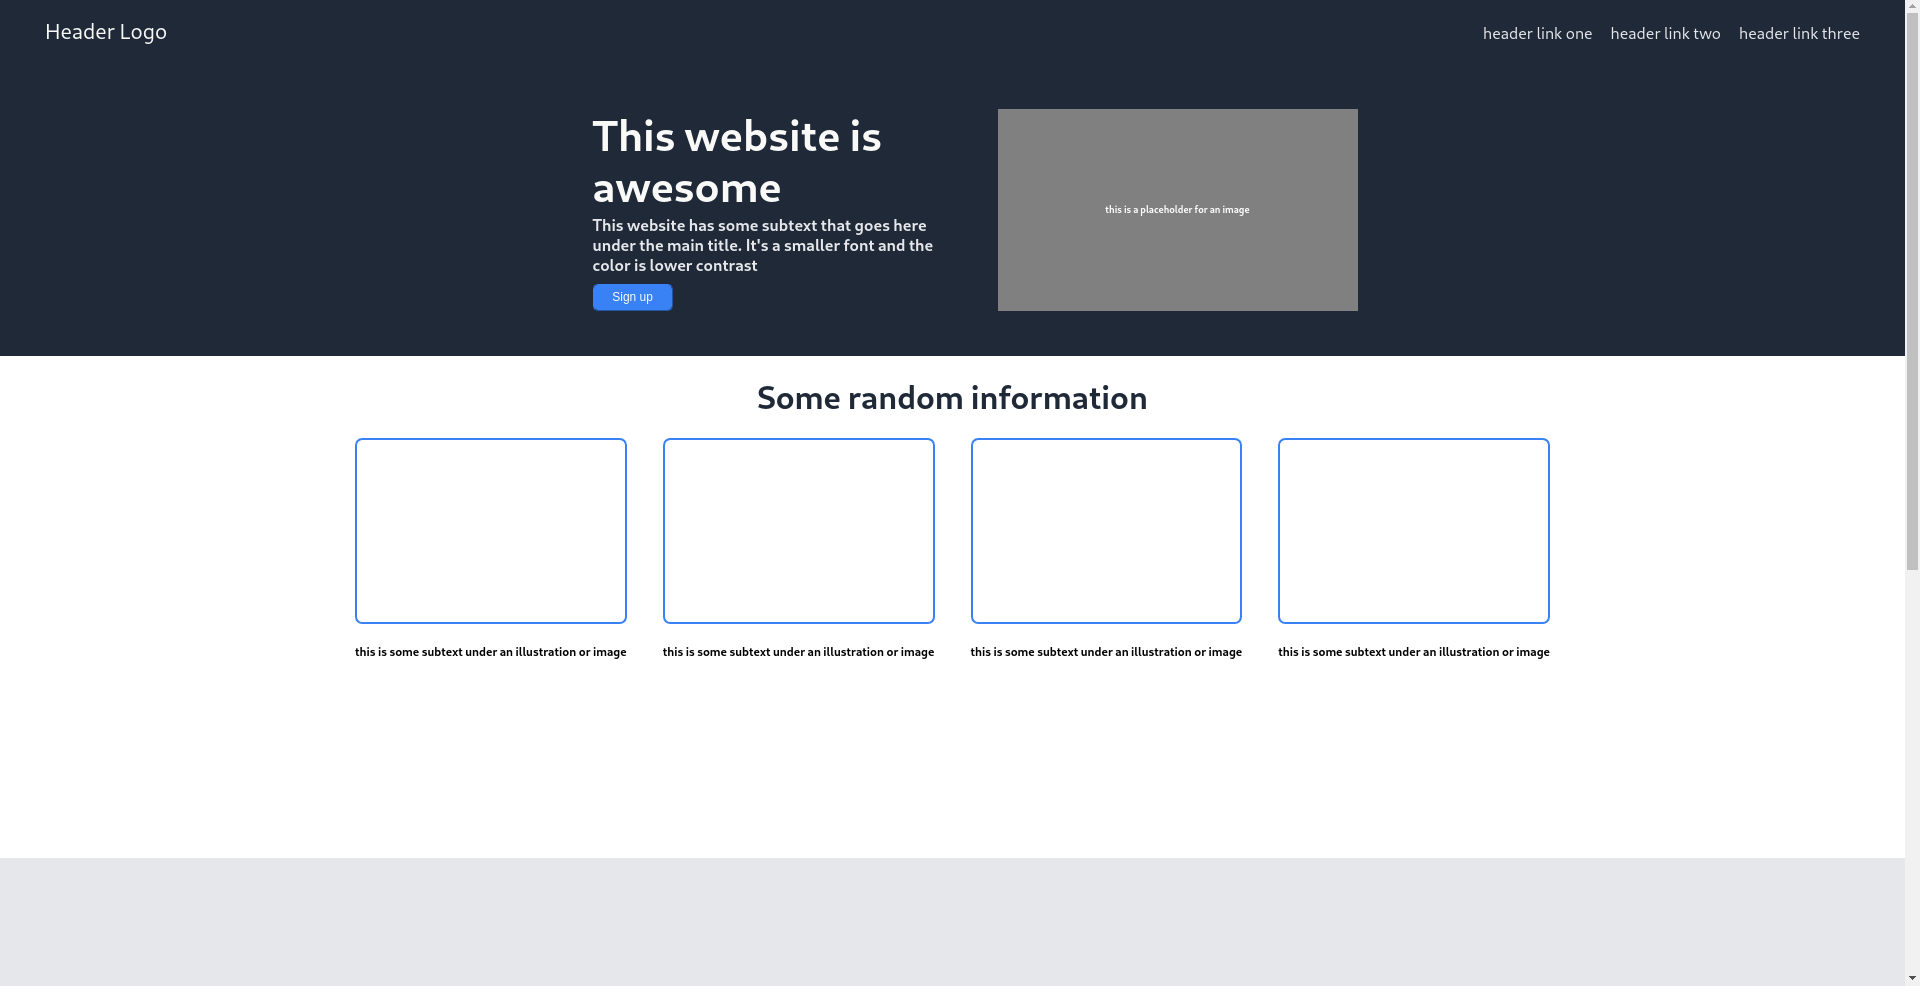 Header Logo
header link one
header link two
header link three
This website is
awesome
This website has some subtext that goes here
under the main title. It's a smaller font and the
color is lower contrast
Sign up
this is a placeholder for an image
Some random information
this is some subtext under an illustration or image
this is some subtext under an illustration or image
this is some subtext under an illustration or image
this is some subtext under an illustration or image